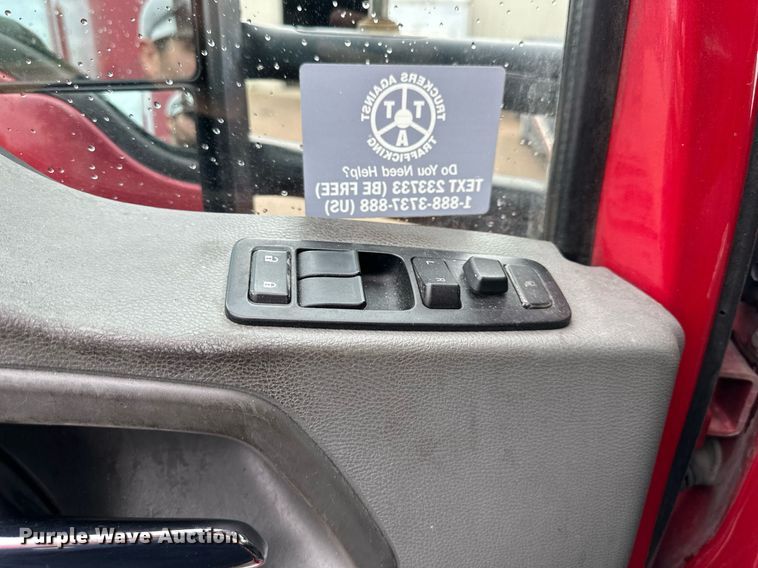 TRUCKERS AGAINST
TRAFFICKING
T T
A
Do You Need Help?
TEXT 233733 (BE FREE)
1-888-3737-888 (US)
L R
Purple Wave Auction